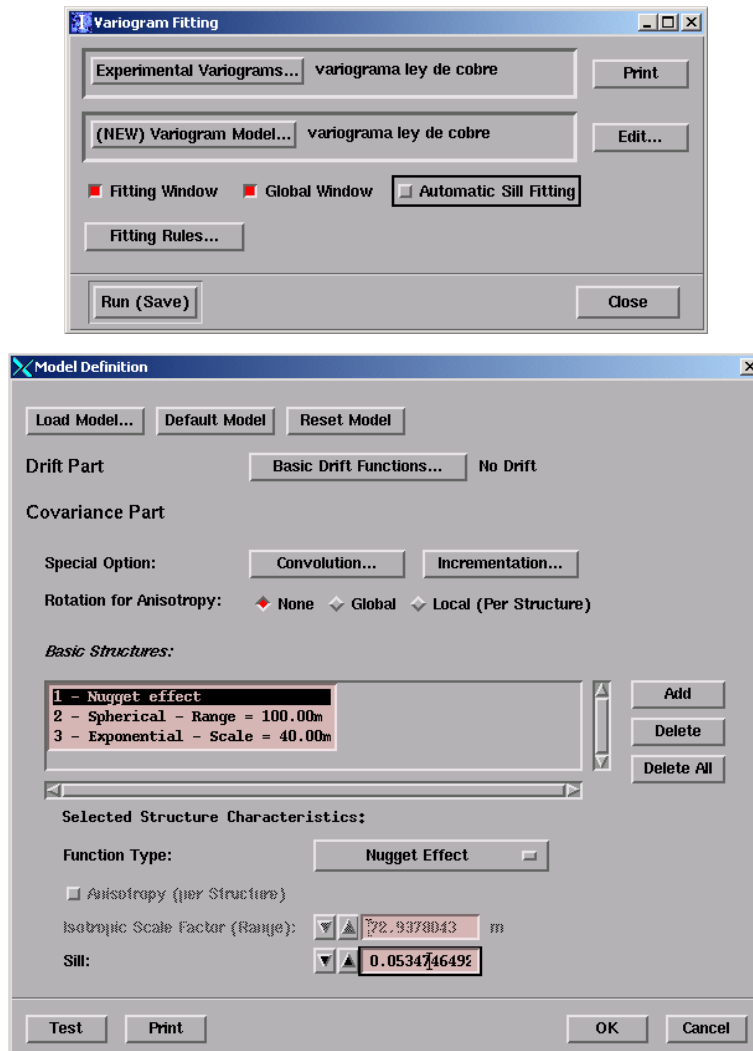 Variogram Fitting
Experimental Variograms... variograma ley de cobre Print
(NEW) Variogram Model... variograma ley de cobre Edit...
Fitting Window Global Window Automatic Sill Fitting
Fitting Rules...
Run (Save) Close
Model Definition
Load Model... Default Model Reset Model
Drift Part Basic Drift Functions... No Drift
Covariance Part
Special Option: Convolution... Incrementation...
Rotation for Anisotropy: None Global Local (Per Structure)
Basic Structures:
1 - Nugget effect Add
2 - Spherical - Range = 100.00m Delete
3 - Exponential - Scale = 40.00m Delete All
Selected Structure Characteristics:
Function Type: Nugget Effect
Anisotropy (per Structure)
Isotropic Scale Factor (Range): 72.9378043 m
Sill: 0.0534746492
Test Print OK Cancel